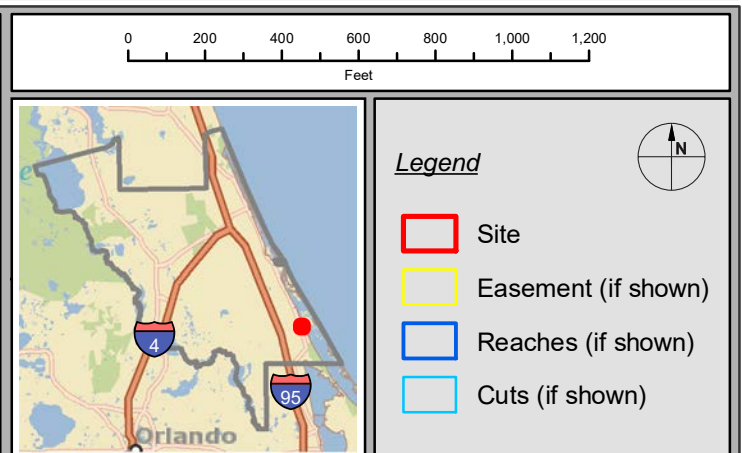 0 200 400 600 800 1,000 1,200
Feet
4
95
Orlando
Legend
N
Site
Easement (if shown)
Reaches (if shown)
Cuts (if shown)